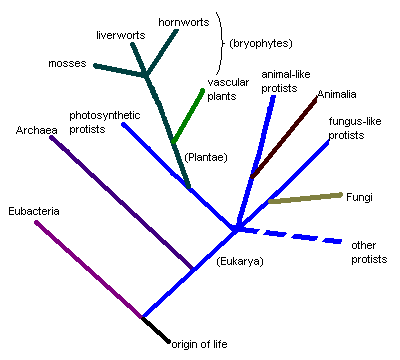 hornworts
liverworts
(bryophytes)
mosses
vascular
plants
animal-like
protists
Animalia
photosynthetic
protists
fungus-like
protists
Archaea
(Plantae)
Fungi
Eubacteria
(Eukarya)
other
protists
origin of life